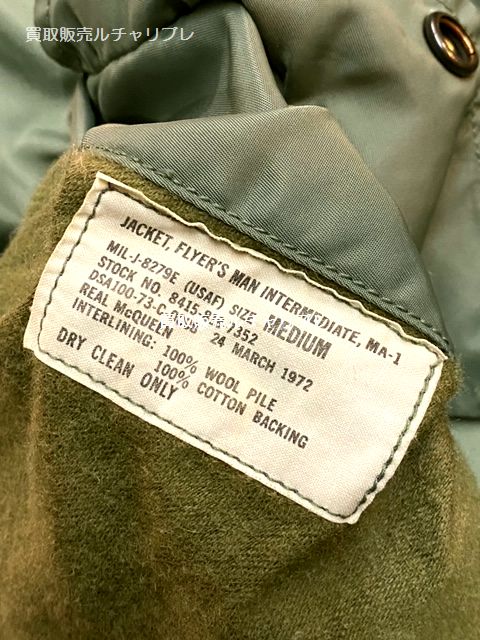 買取販売ルチャリブレ
JACKET, FLYER'S MAN INTERMEDIATE, MA-1
MIL-J-8279E (USAF) SIZE MEDIUM
STOCK NO. 8415-
DSA100-73-C
REAL McQUEEN 24 MARCH 1972
INTERLINING: 100% WOOL PILE
100% COTTON BACKING
DRY CLEAN ONLY